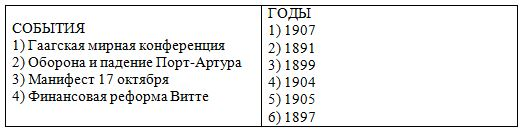 СОБЫТИЯ
1) Гаагская мирная конференция
2) Оборона и падение Порт-Артура
3) Манифест 17 октября
4) Финансовая реформа Витте
ГОДЫ
1) 1907
2) 1891
3) 1899
4) 1904
5) 1905
6) 1897